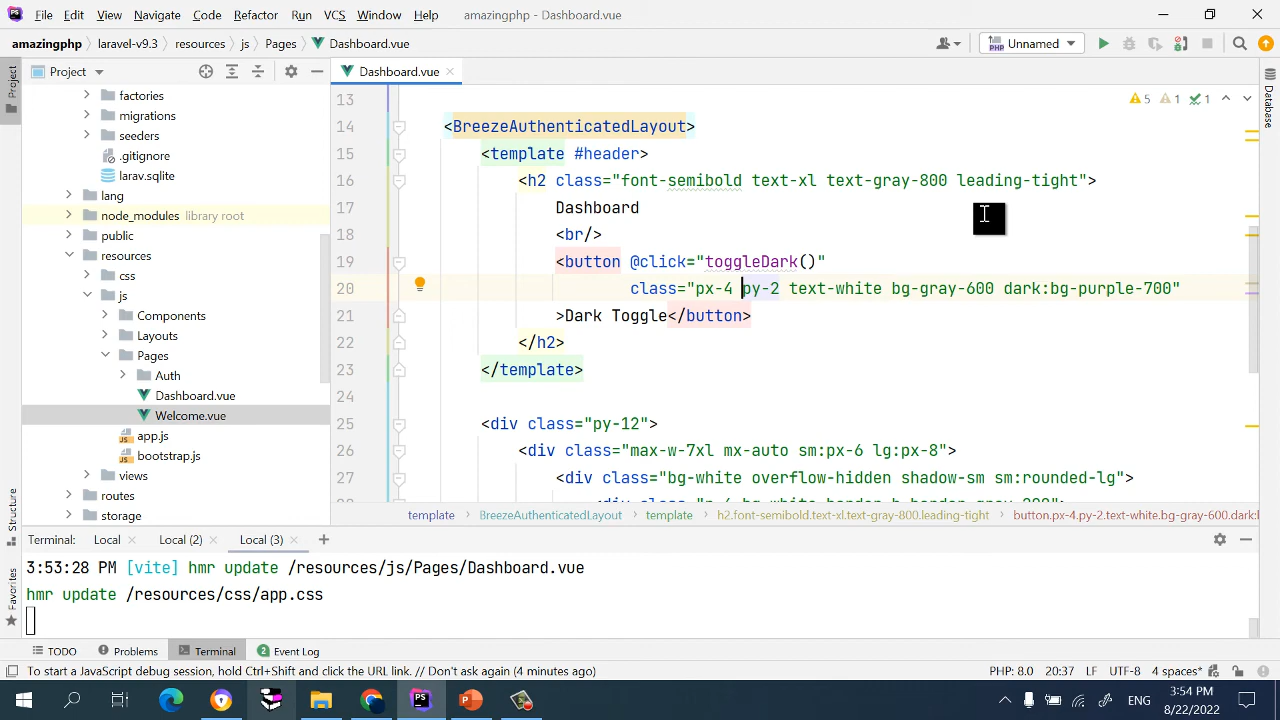 File Edit View Navigate Code Refactor Run VCS Window Help amazingphp - Dashboard.vue
amazingphp laravel-v9.3 resources js Pages Dashboard.vue Unnamed
Project
Dashboard.vue
Project
Database
factories
migrations
seeders
.gitignore
larav.sqlite
lang
node_modules library root
public
resources
css
js
Components
Layouts
Pages
Auth
Dashboard.vue
Welcome.vue
app.js
bootstrap.js
views
routes
storage
5 1 1
13
14 <BreezeAuthenticatedLayout>
15 <template #header>
16 <h2 class="font-semibold text-xl text-gray-800 leading-tight">
17 Dashboard
18 <br/>
19 <button @click="toggleDark()"
20 class="px-4 py-2 text-white bg-gray-600 dark:bg-purple-700"
21 >Dark Toggle</button>
22 </h2>
23 </template>
24
25 <div class="py-12">
26 <div class="max-w-7xl mx-auto sm:px-6 lg:px-8">
27 <div class="bg-white overflow-hidden shadow-sm sm:rounded-lg">
template BreezeAuthenticatedLayout template h2.font-semibold.text-xl.text-gray-800.leading-tight button.px-4.py-2.text-white.bg-gray-600.dark:b
Structure
Favorites
Terminal: Local Local (2) Local (3)
3:53:28 PM [vite] hmr update /resources/js/Pages/Dashboard.vue
hmr update /resources/css/app.css
TODO Problems Terminal 2 Event Log
To start a JavaScript debug session, hold Ctrl+Shift and click the URL link. // Don't ask again (4 minutes ago) PHP: 8.0 20:37 LF UTF-8 4 spaces*
ENG 3:54 PM
8/22/2022